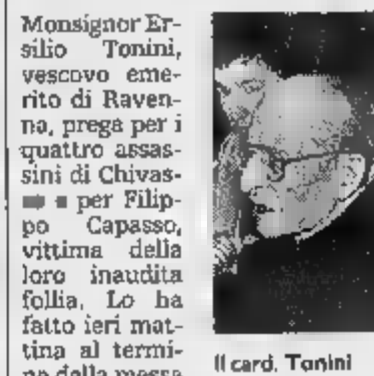 Monsignor Er-
silio Tonini,
vescovo eme-
rito di Raven-
na, prega per i
quattro assas-
sini di Chivas-
per Filip-
po Capasso,
vittima della
loro inaudita
follia. Lo ha
fatto ieri mat-
tina al termi-
ne della messa
Il card. Tonini